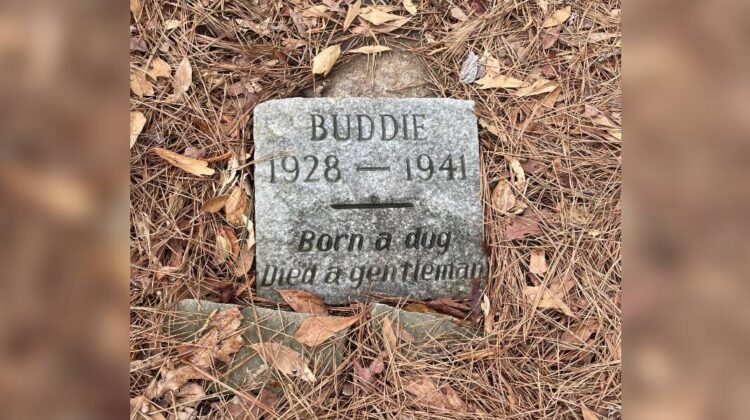 BUDDIE
1928 — 1941
Born a dog
Died a gentleman